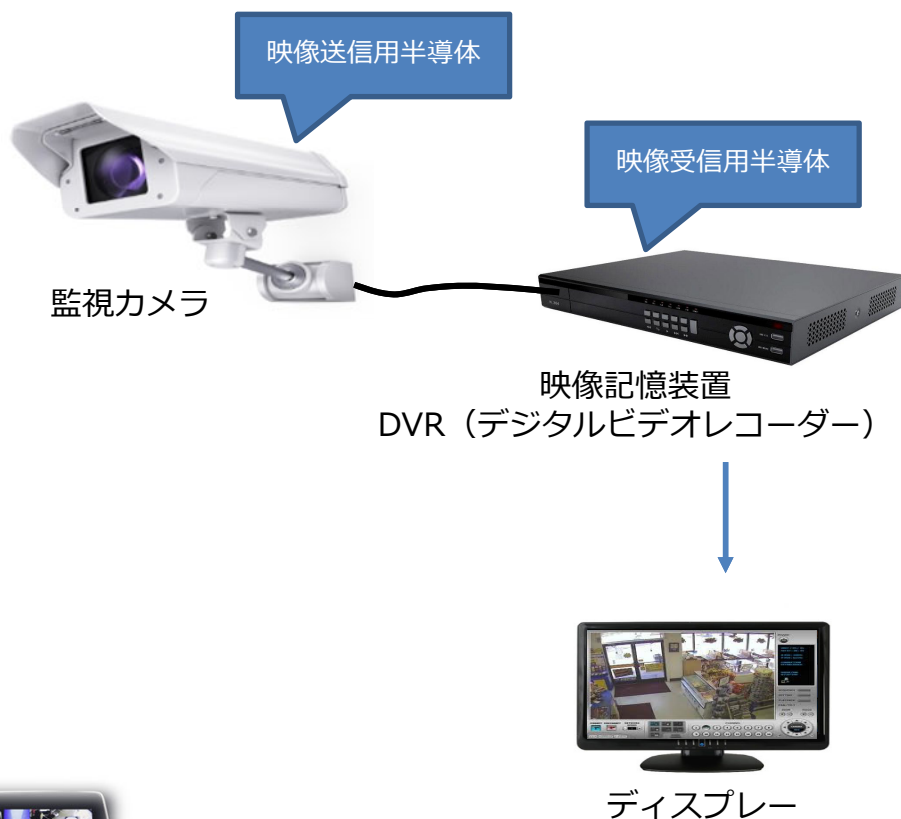 映像送信用半導体
映像受信用半導体
監視カメラ
映像記憶装置
DVR（デジタルビデオレコーダー）
ディスプレー